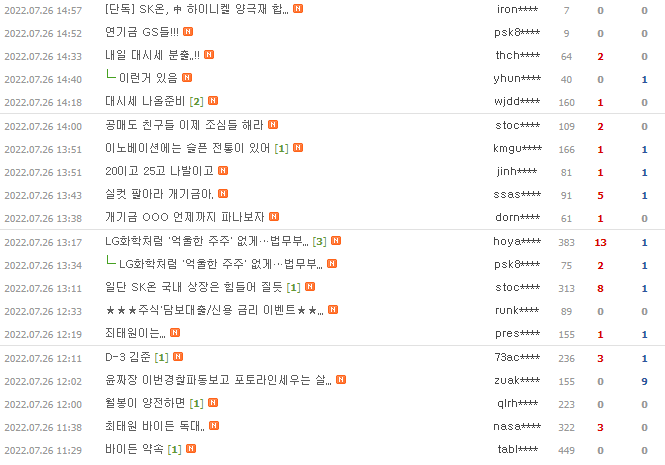 2022.07.26 14:57 [단독] SK온, 中 하이니켈 양극재 합... N iron**** 7 0 0
2022.07.26 14:52 연기금 GS들!!! N psk8**** 9 0 0
2022.07.26 14:33 내일 대시세 분출..!! N thch**** 64 2 0
2022.07.26 14:40 이런거 있음 N yhun**** 40 0 1
2022.07.26 14:18 대시세 나올준비 [2] N wjdd**** 160 1 0
2022.07.26 14:00 공매도 친구들 이제 조심들 해라 N stoc**** 109 2 0
2022.07.26 13:51 이노베이션에는 슬픈 전통이 있어 [1] N kmgu**** 166 1 1
2022.07.26 13:51 20이고 25고 나발이고 N jinh**** 81 1 1
2022.07.26 13:43 실컷 팔아라 개기금아. N ssas**** 91 5 1
2022.07.26 13:38 개기금 OOO 언제까지 파나보자 N dorn**** 61 1 0
2022.07.26 13:17 LG화학처럼 '억울한 주주' 없게…법무부... [3] N hoya**** 383 13 1
2022.07.26 13:34 LG화학처럼 '억울한 주주' 없게…법무부... N psk8**** 75 2 1
2022.07.26 13:11 일단 SK온 국내 상장은 힘들어 질듯 [1] N stoc**** 313 8 1
2022.07.26 12:33 ★★★주식'담보대출/신용 금리 이벤트★★... N runk**** 89 0 0
2022.07.26 12:19 최태원이는... N pres**** 155 1 1
2022.07.26 12:11 D-3 김준 [1] N 73ac**** 236 3 1
2022.07.26 12:02 윤짜장 이번경찰파동보고 포토라인세우는 살... N zuak**** 155 0 9
2022.07.26 12:00 월봉이 양전하면 [1] N qlrh**** 223 0 0
2022.07.26 11:38 최태원 바이든 독대.. N nasa**** 322 3 0
2022.07.26 11:29 바이든 약속 [1] N tabl**** 449 0 0